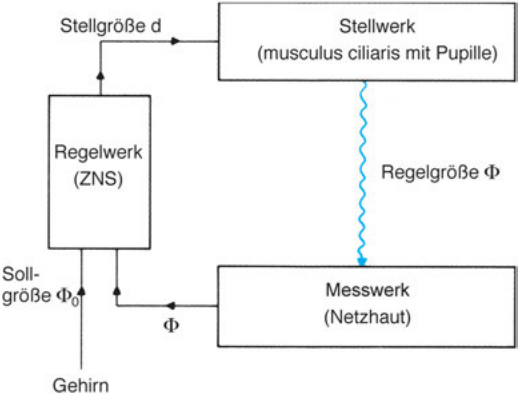 Stellgröße d
Stellwerk
(musculus ciliaris mit Pupille)
Regelwerk
(ZNS)
Regelgröße Φ
Soll-
größe Φ₀
Messwerk
(Netzhaut)
Φ
Gehirn